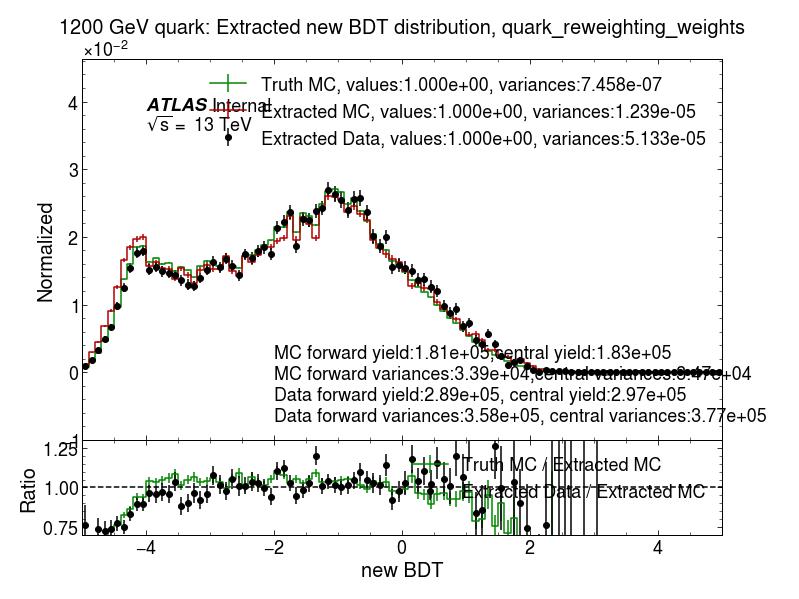 1200 GeV quark: Extracted new BDT distribution, quark_reweighting_weights
×10⁻²
Truth MC, values:1.000e+00, variances:7.458e-07
ATLAS Internal
Extracted MC, values:1.000e+00, variances:1.239e-05
√s = 13 TeV
Extracted Data, values:1.000e+00, variances:5.133e-05
4
3
2
1
0
Normalized
MC forward yield:1.81e+05, central yield:1.83e+05
MC forward variances:3.39e+04, central variances:3.47e+04
Data forward yield:2.89e+05, central yield:2.97e+05
Data forward variances:3.58e+05, central variances:3.77e+05
−1
1.25
1.00
0.75
Ratio
Truth MC / Extracted MC
Extracted Data / Extracted MC
−4 −2 0 2 4
new BDT